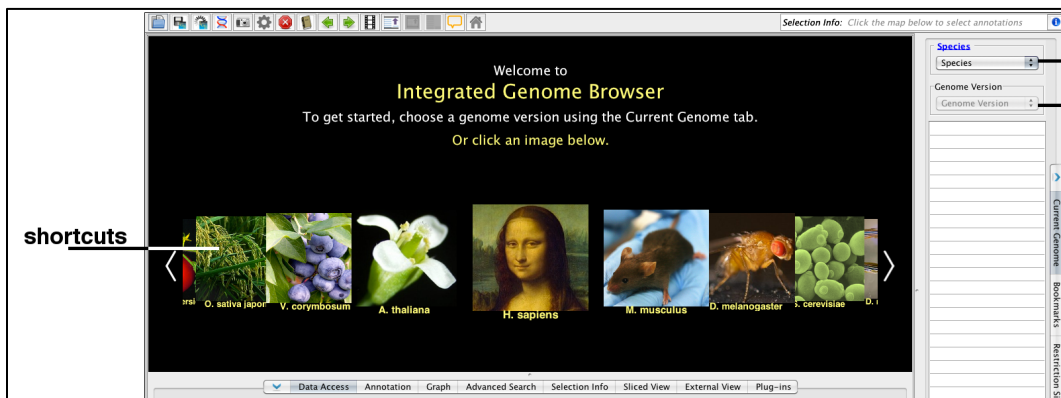 Selection Info: Click the map below to select annotations
Species
Species
Genome Version
Genome Version
Welcome to
Integrated Genome Browser
To get started, choose a genome version using the Current Genome tab.
Or click an image below.
shortcuts
ersi
O. sativa japor
V. corymbosum
A. thaliana
H. sapiens
M. musculus
D. melanogaster
S. cerevisiae
D. r
Current Genome
Bookmarks
Restriction S
Data Access
Annotation
Graph
Advanced Search
Selection Info
Sliced View
External View
Plug-ins